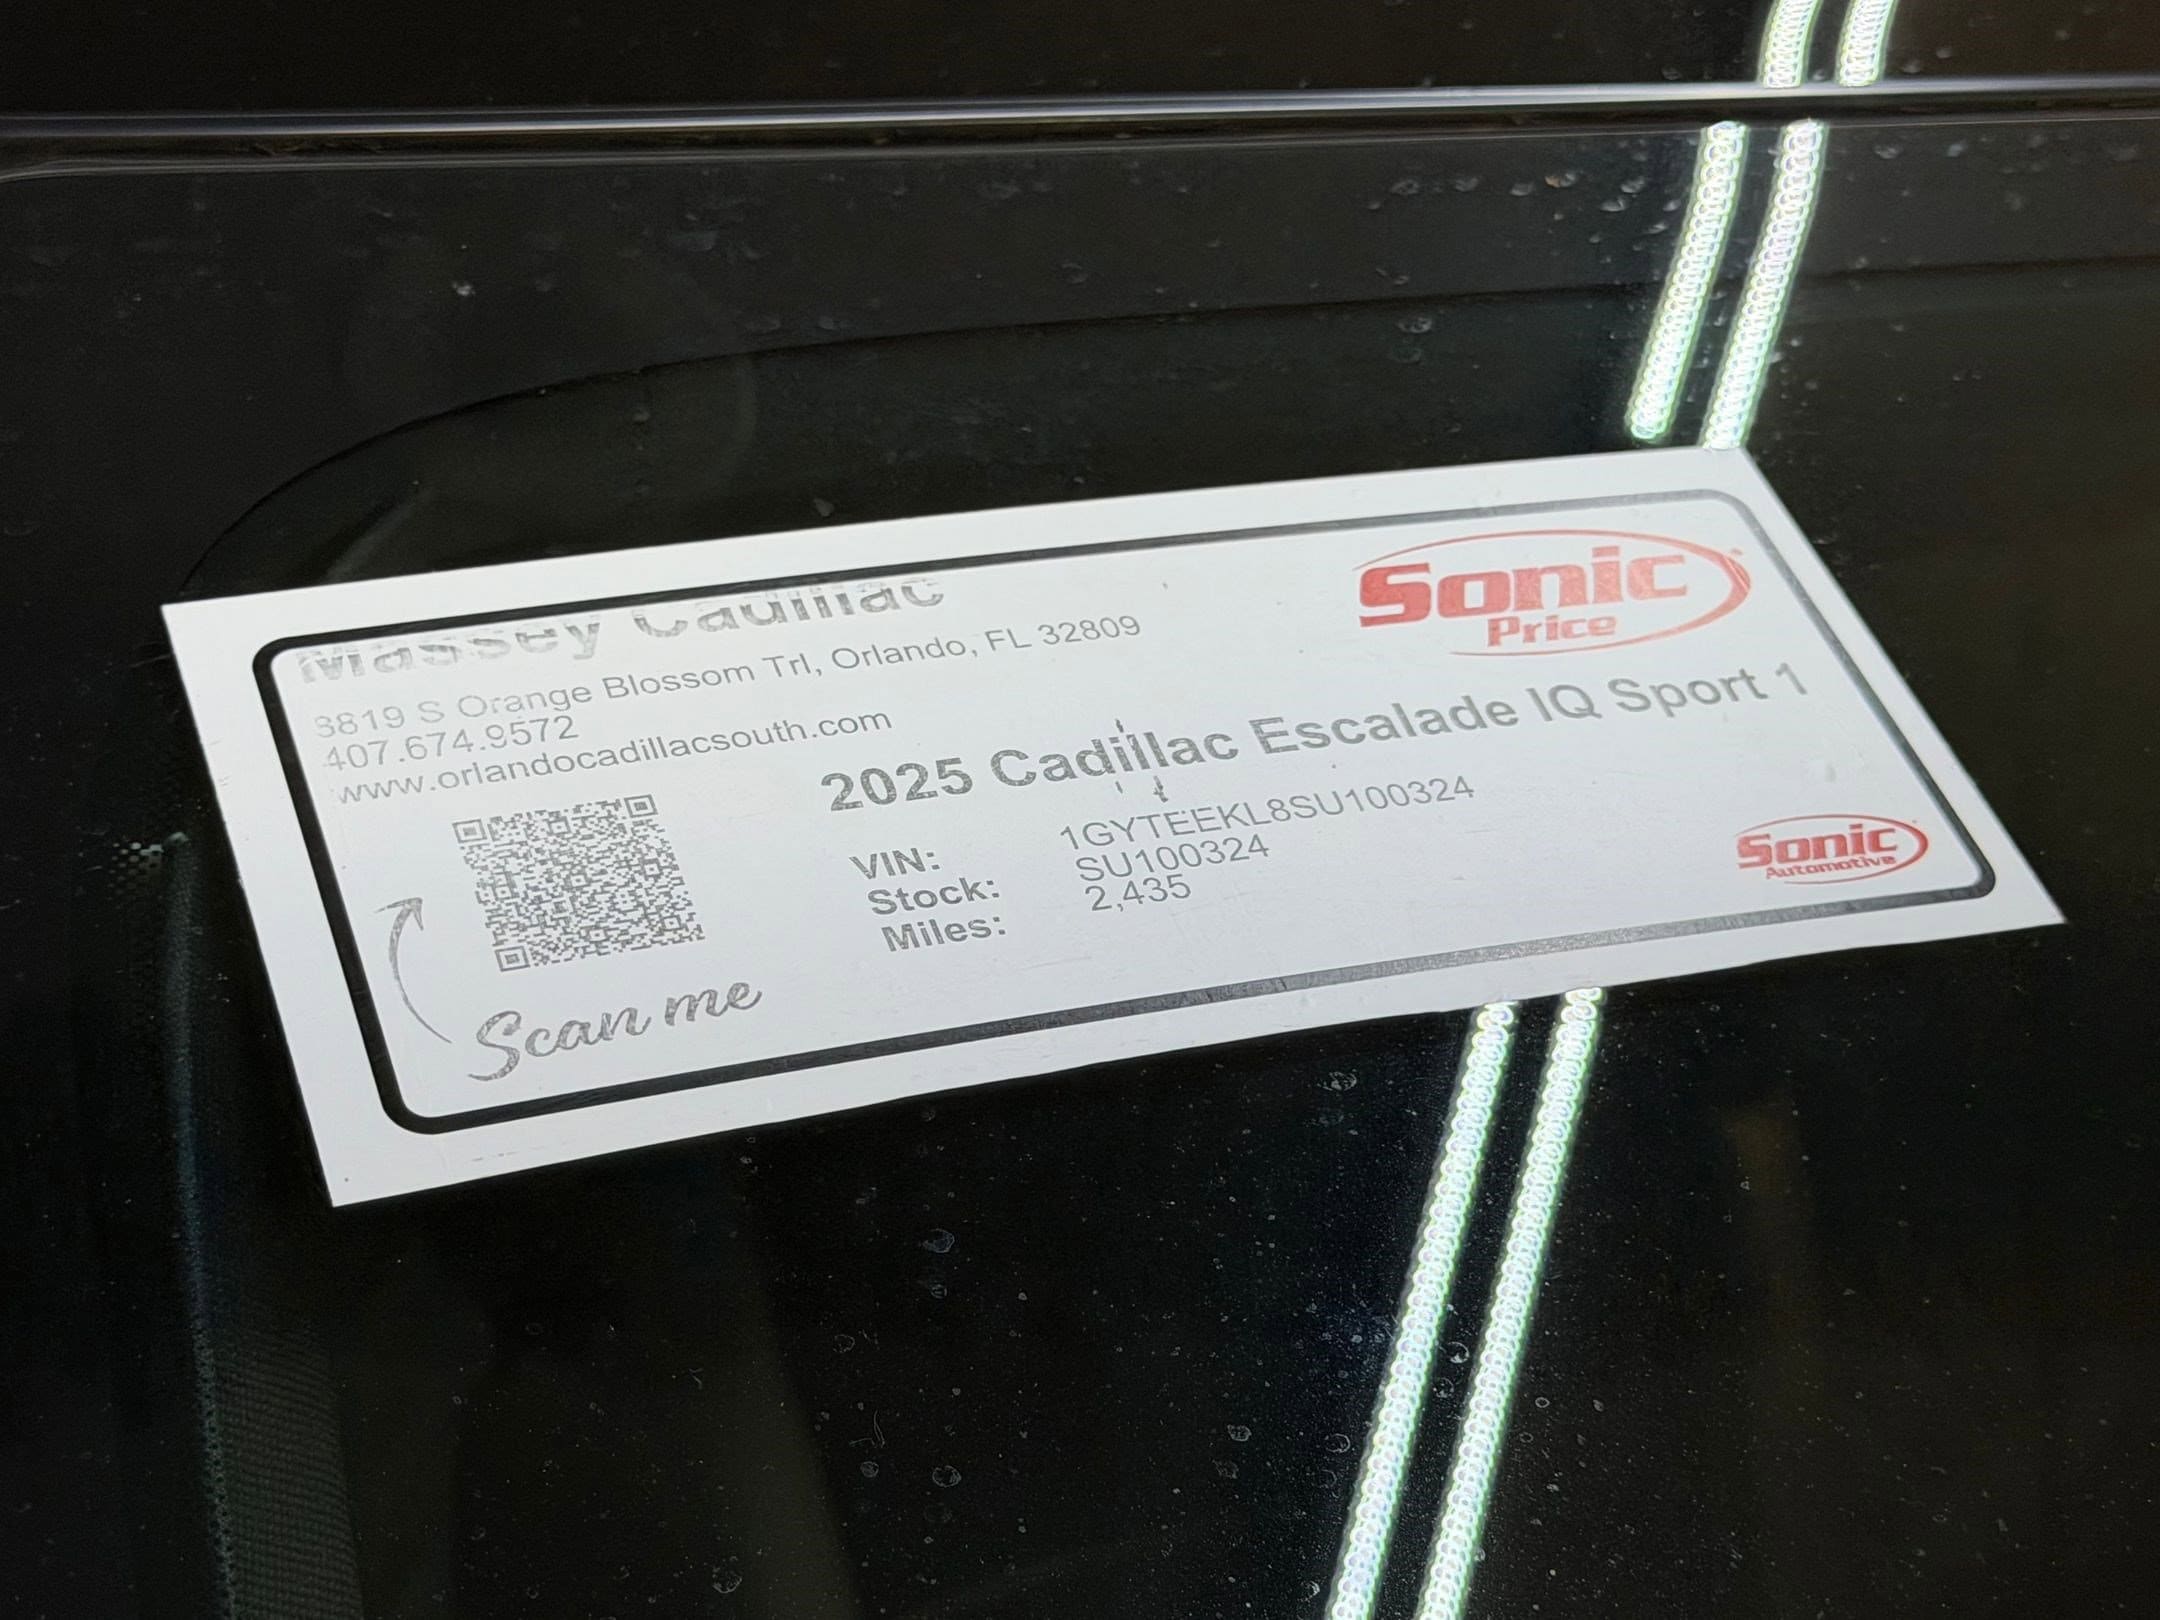 Massey Cadillac
8819 S Orange Blossom Trl, Orlando, FL 32809
407.674.9572
www.orlandocadillacsouth.com
Sonic
Price
2025 Cadillac Escalade IQ Sport 1
VIN: 1GYTEEKL8SU100324
Stock: SU100324
Miles: 2,435
Scan me
Sonic
Automotive